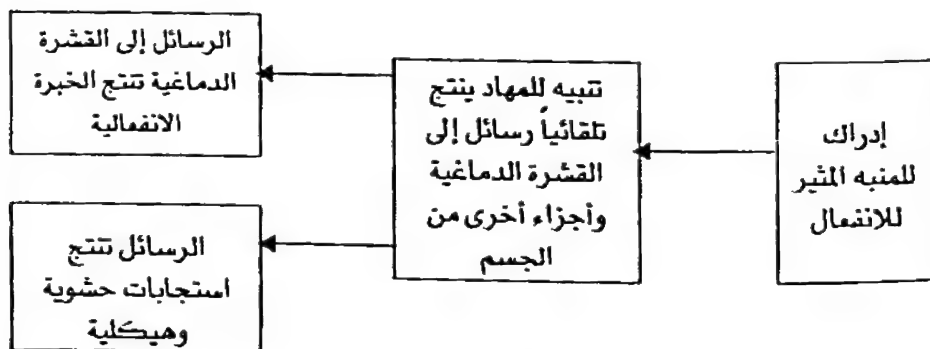 إدراك
للمنبه المثير
للانفعال
تنبيه للمهاد ينتج
تلقائياً رسائل إلى
القشرة الدماغية
وأجزاء أخرى من
الجسم
الرسائل إلى القشرة
الدماغية تنتج الخبرة
الانفعالية
الرسائل تنتج
استجابات حشوية
وهيكلية